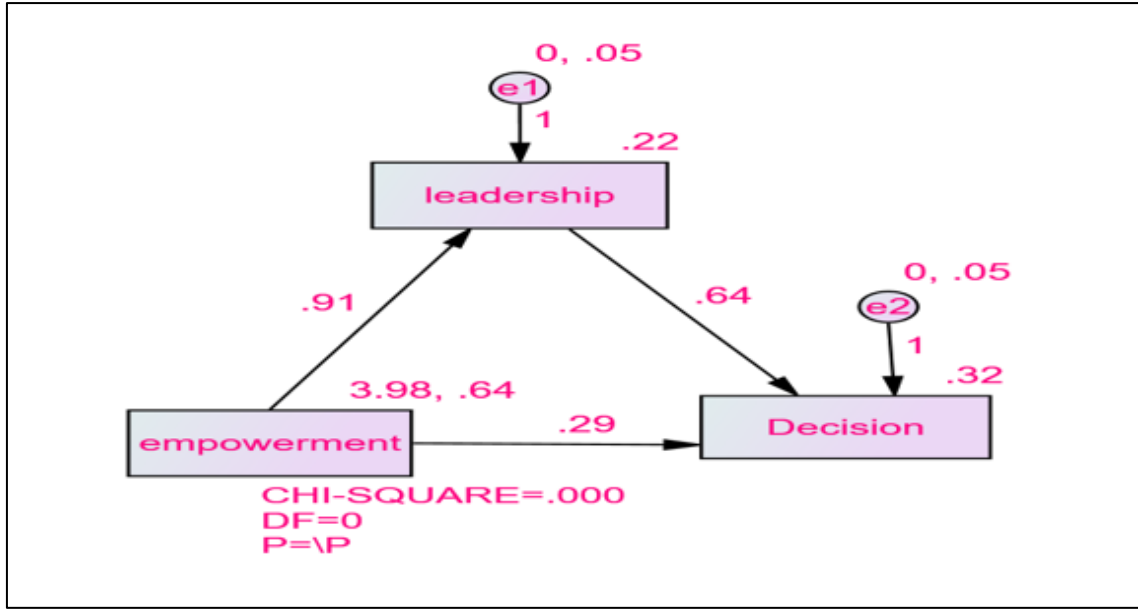 0, .05
e1
1
.22
leadership
.91
.64
0, .05
e2
1
.32
3.98, .64
empowerment
.29
Decision
CHI-SQUARE=.000
DF=0
P=\P